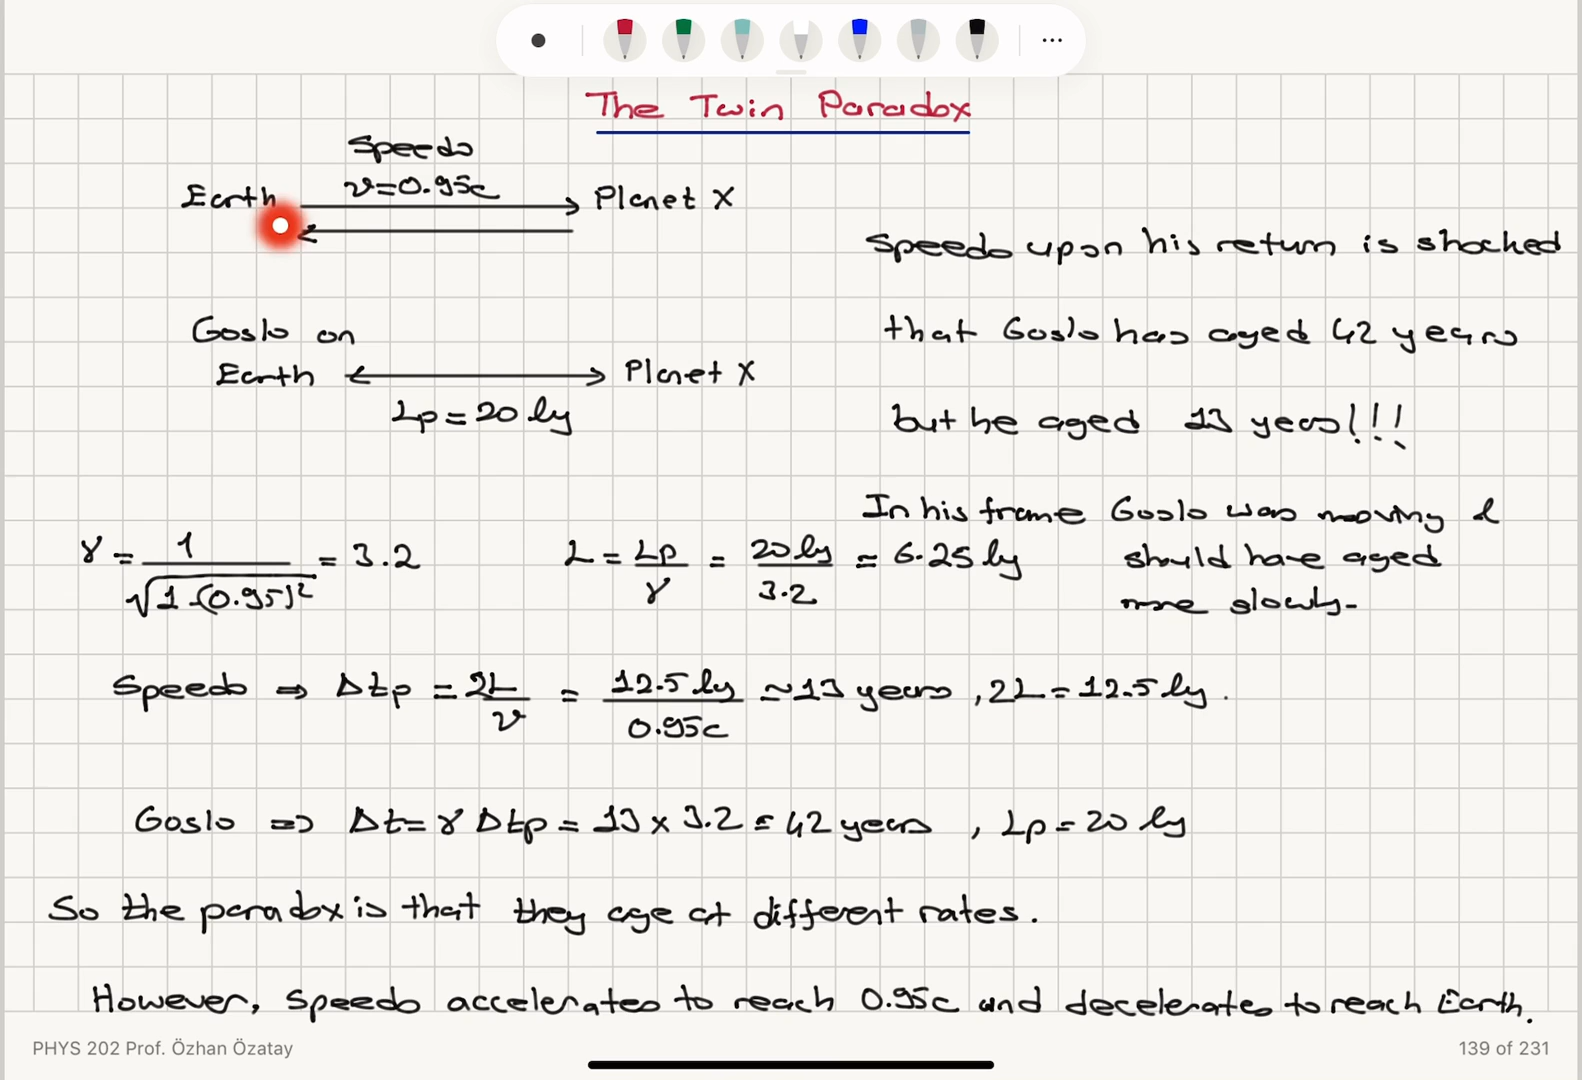 The Twin Paradox
Speedo
v=0.95c
Earth
Planet X
Speedo upon his return is shocked
Goslo on
that Goslo has aged 42 years
Earth
Planet X
Lp = 20 ly
but he aged 13 years!!!
In his frame Goslo was moving &
γ = 1/√(1-(0.95)²) = 3.2
L = Lp/γ = 20 ly/3.2 = 6.25 ly
should have aged
more slowly.
Speedo ⇒ Δtp = 2L/v = 12.5 ly/0.95c ≈ 13 years, 2L = 12.5 ly.
Goslo ⇒ Δt = γ Δtp = 13 x 3.2 = 42 years, Lp = 20 ly
So the paradox is that they age at different rates.
However, Speedo accelerates to reach 0.95c and decelerates to reach Earth.
PHYS 202 Prof. Özhan Özatay
139 of 231